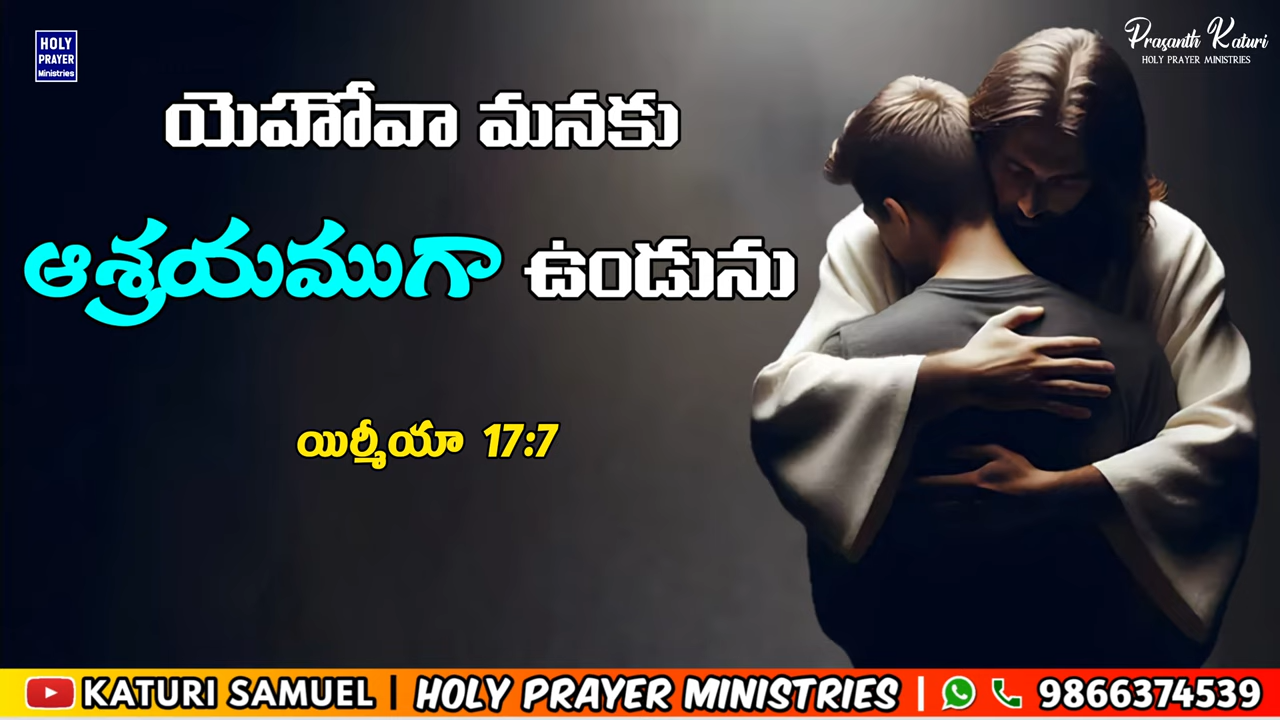 HOLY
PRAYER
Ministries
Prasanth Katuri
HOLY PRAYER MINISTRIES
యెహోవా మనకు
ఆశ్రయముగా ఉండును
యిర్మీయా 17:7
KATURI SAMUEL | HOLY PRAYER MINISTRIES | 9866374539